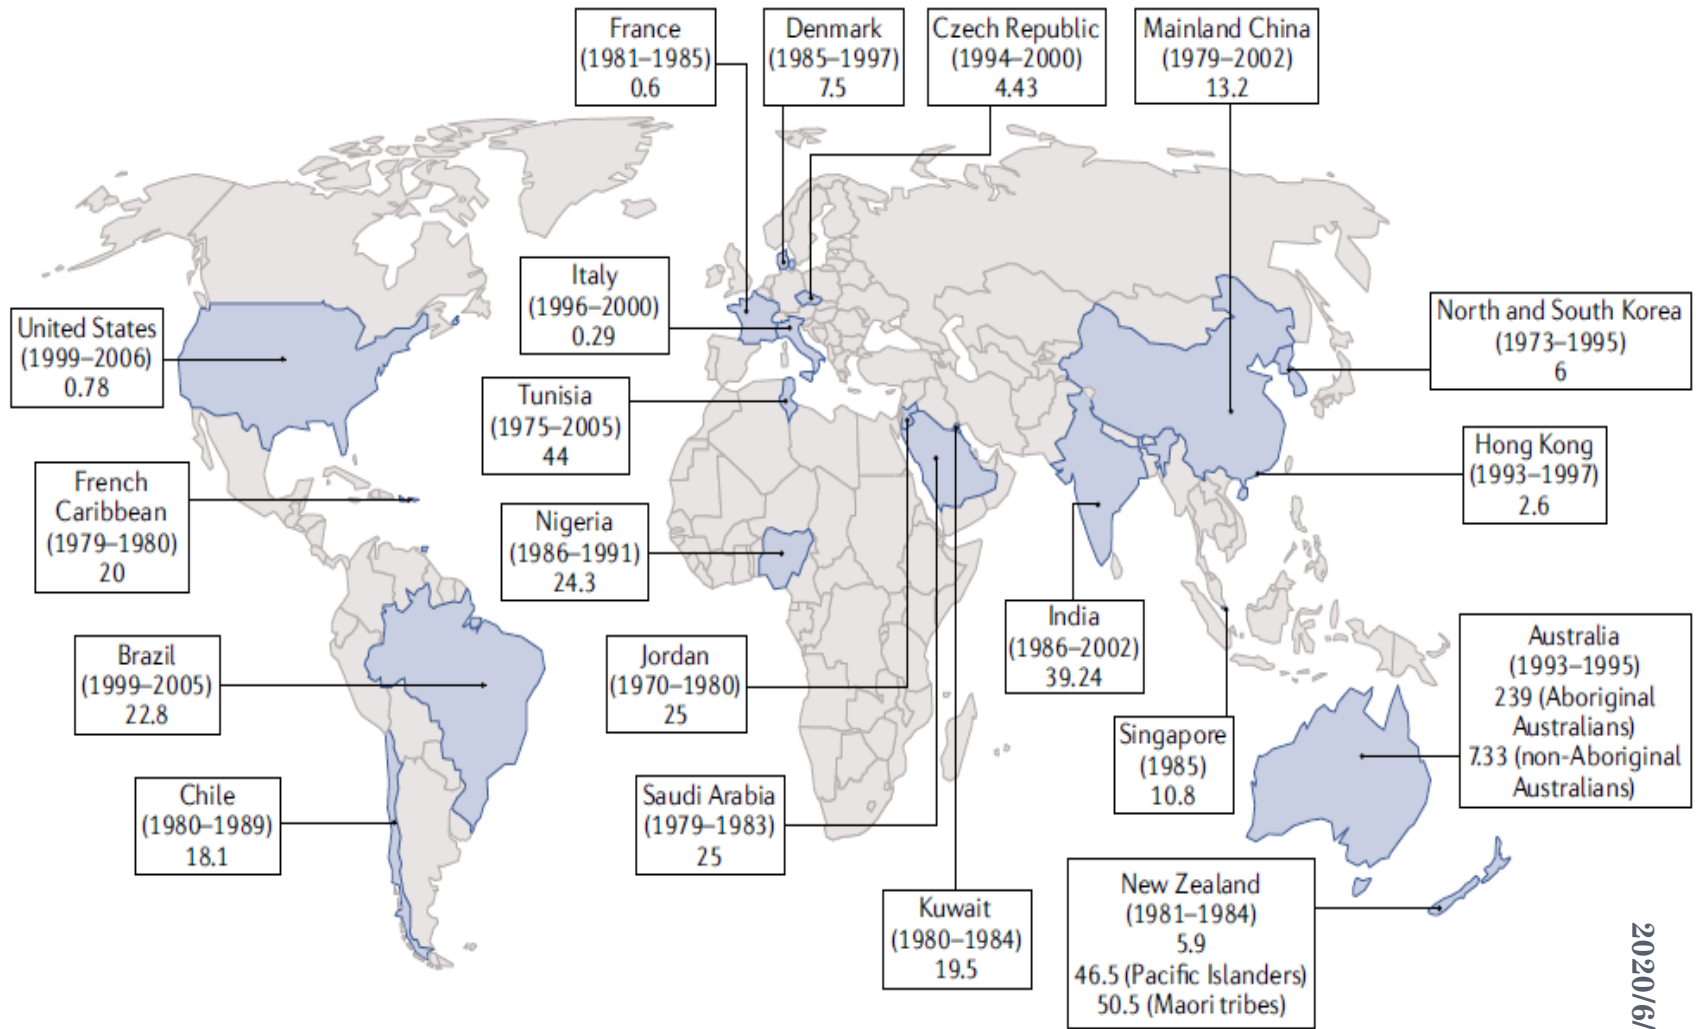 France
(1981–1985)
0.6
Denmark
(1985–1997)
7.5
Czech Republic
(1994–2000)
4.43
Mainland China
(1979–2002)
13.2
Italy
(1996–2000)
0.29
United States
(1999–2006)
0.78
North and South Korea
(1973–1995)
6
Tunisia
(1975–2005)
44
Hong Kong
(1993–1997)
2.6
French
Caribbean
(1979–1980)
20
Nigeria
(1986–1991)
24.3
India
(1986–2002)
39.24
Australia
(1993–1995)
239 (Aboriginal
Australians)
7.33 (non-Aboriginal
Australians)
Brazil
(1999–2005)
22.8
Jordan
(1970–1980)
25
Singapore
(1985)
10.8
Chile
(1980–1989)
18.1
Saudi Arabia
(1979–1983)
25
Kuwait
(1980–1984)
19.5
New Zealand
(1981–1984)
5.9
46.5 (Pacific Islanders)
50.5 (Maori tribes)
2020/6/